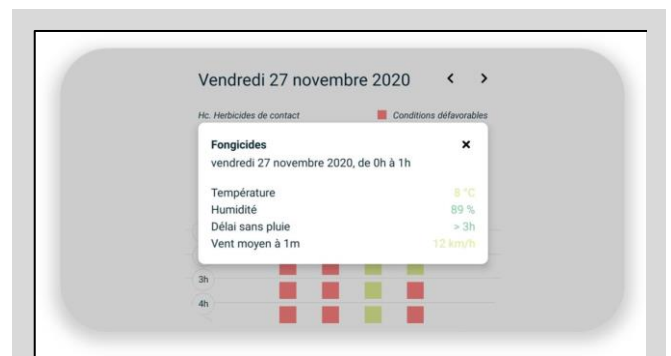 Vendredi 27 novembre 2020 < >
Hc. Herbicides de contact Conditions défavorables
Fongicides ×
vendredi 27 novembre 2020, de 0h à 1h
Température 8 °C
Humidité 89 %
Délai sans pluie > 3h
Vent moyen à 1m 12 km/h
3h
4h